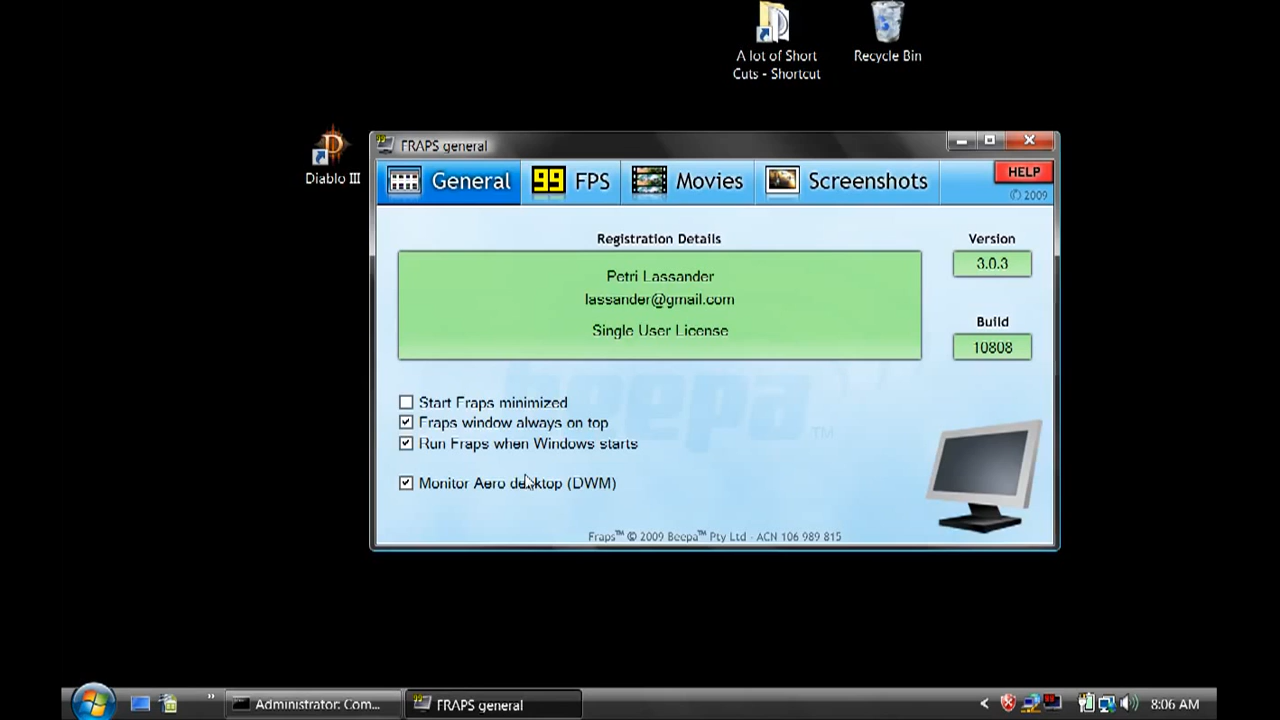 A lot of Short
Cuts - Shortcut
Recycle Bin
Diablo III
FRAPS general
General
99
FPS
Movies
Screenshots
HELP
© 2009
Registration Details
Petri Lassander
lassander@gmail.com
Single User License
Version
3.0.3
Build
10808
Start Fraps minimized
Fraps window always on top
Run Fraps when Windows starts
Monitor Aero desktop (DWM)
beepa™
Fraps™ © 2009 Beepa™ Pty Ltd - ACN 106 989 815
Administrator: Com...
FRAPS general
8:06 AM